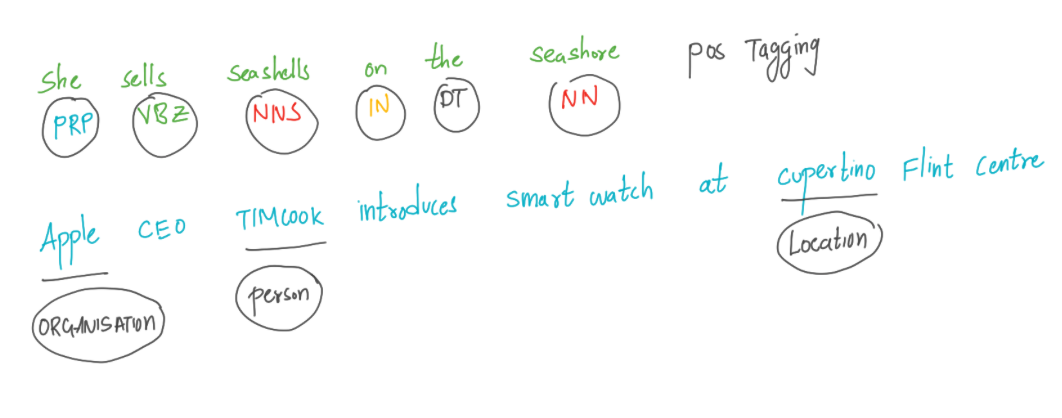 She sells seashells on the seashore pos Tagging
PRP VBZ NNS IN DT NN
Apple CEO TIMCOOK introduces smart watch at cupertino Flint centre
ORGANISATION person Location